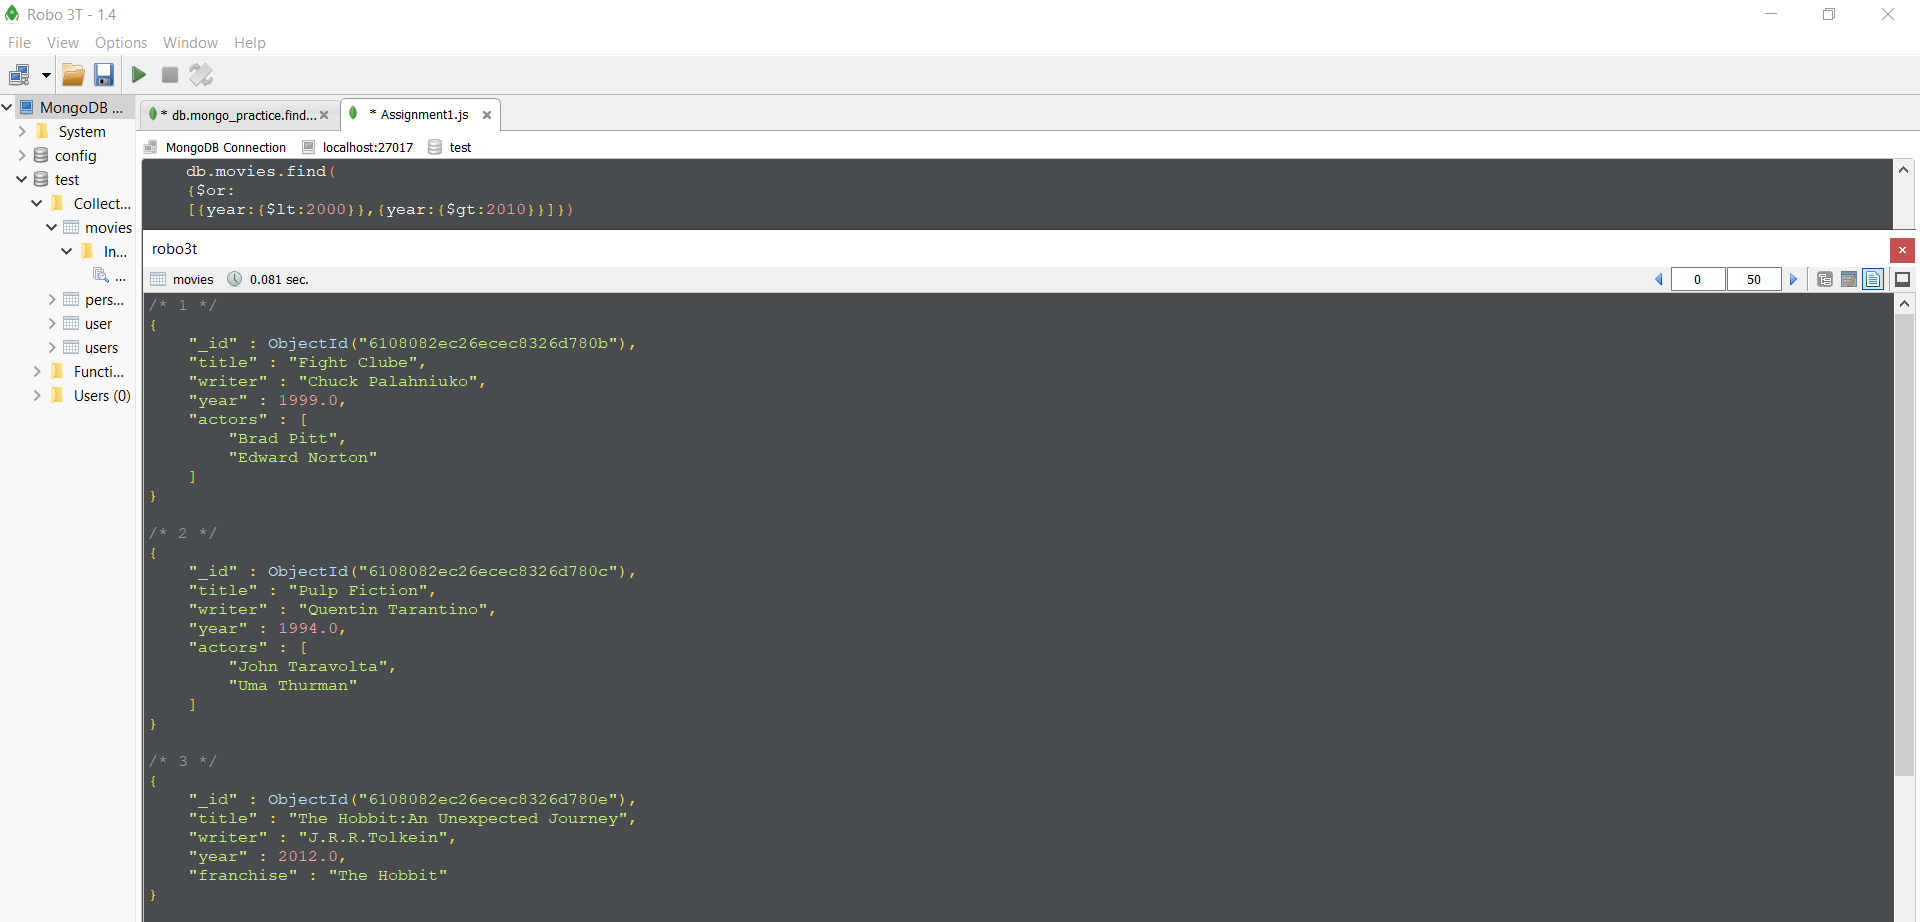 Robo 3T - 1.4
File View Options Window Help
MongoDB ...
System
config
test
Collect...
movies
In...
...
pers...
user
users
Functi...
Users (0)
* db.mongo_practice.find... * Assignment1.js
MongoDB Connection localhost:27017 test
db.movies.find(
{$or:
[{year:{$lt:2000}},{year:{$gt:2010}}]})
robo3t
movies 0.081 sec. 0 50
/* 1 */
{
"_id" : ObjectId("6108082ec26ecec8326d780b"),
"title" : "Fight Clube",
"writer" : "Chuck Palahniuko",
"year" : 1999.0,
"actors" : [
"Brad Pitt",
"Edward Norton"
]
}
/* 2 */
{
"_id" : ObjectId("6108082ec26ecec8326d780c"),
"title" : "Pulp Fiction",
"writer" : "Quentin Tarantino",
"year" : 1994.0,
"actors" : [
"John Taravolta",
"Uma Thurman"
]
}
/* 3 */
{
"_id" : ObjectId("6108082ec26ecec8326d780e"),
"title" : "The Hobbit:An Unexpected Journey",
"writer" : "J.R.R.Tolkein",
"year" : 2012.0,
"franchise" : "The Hobbit"
}